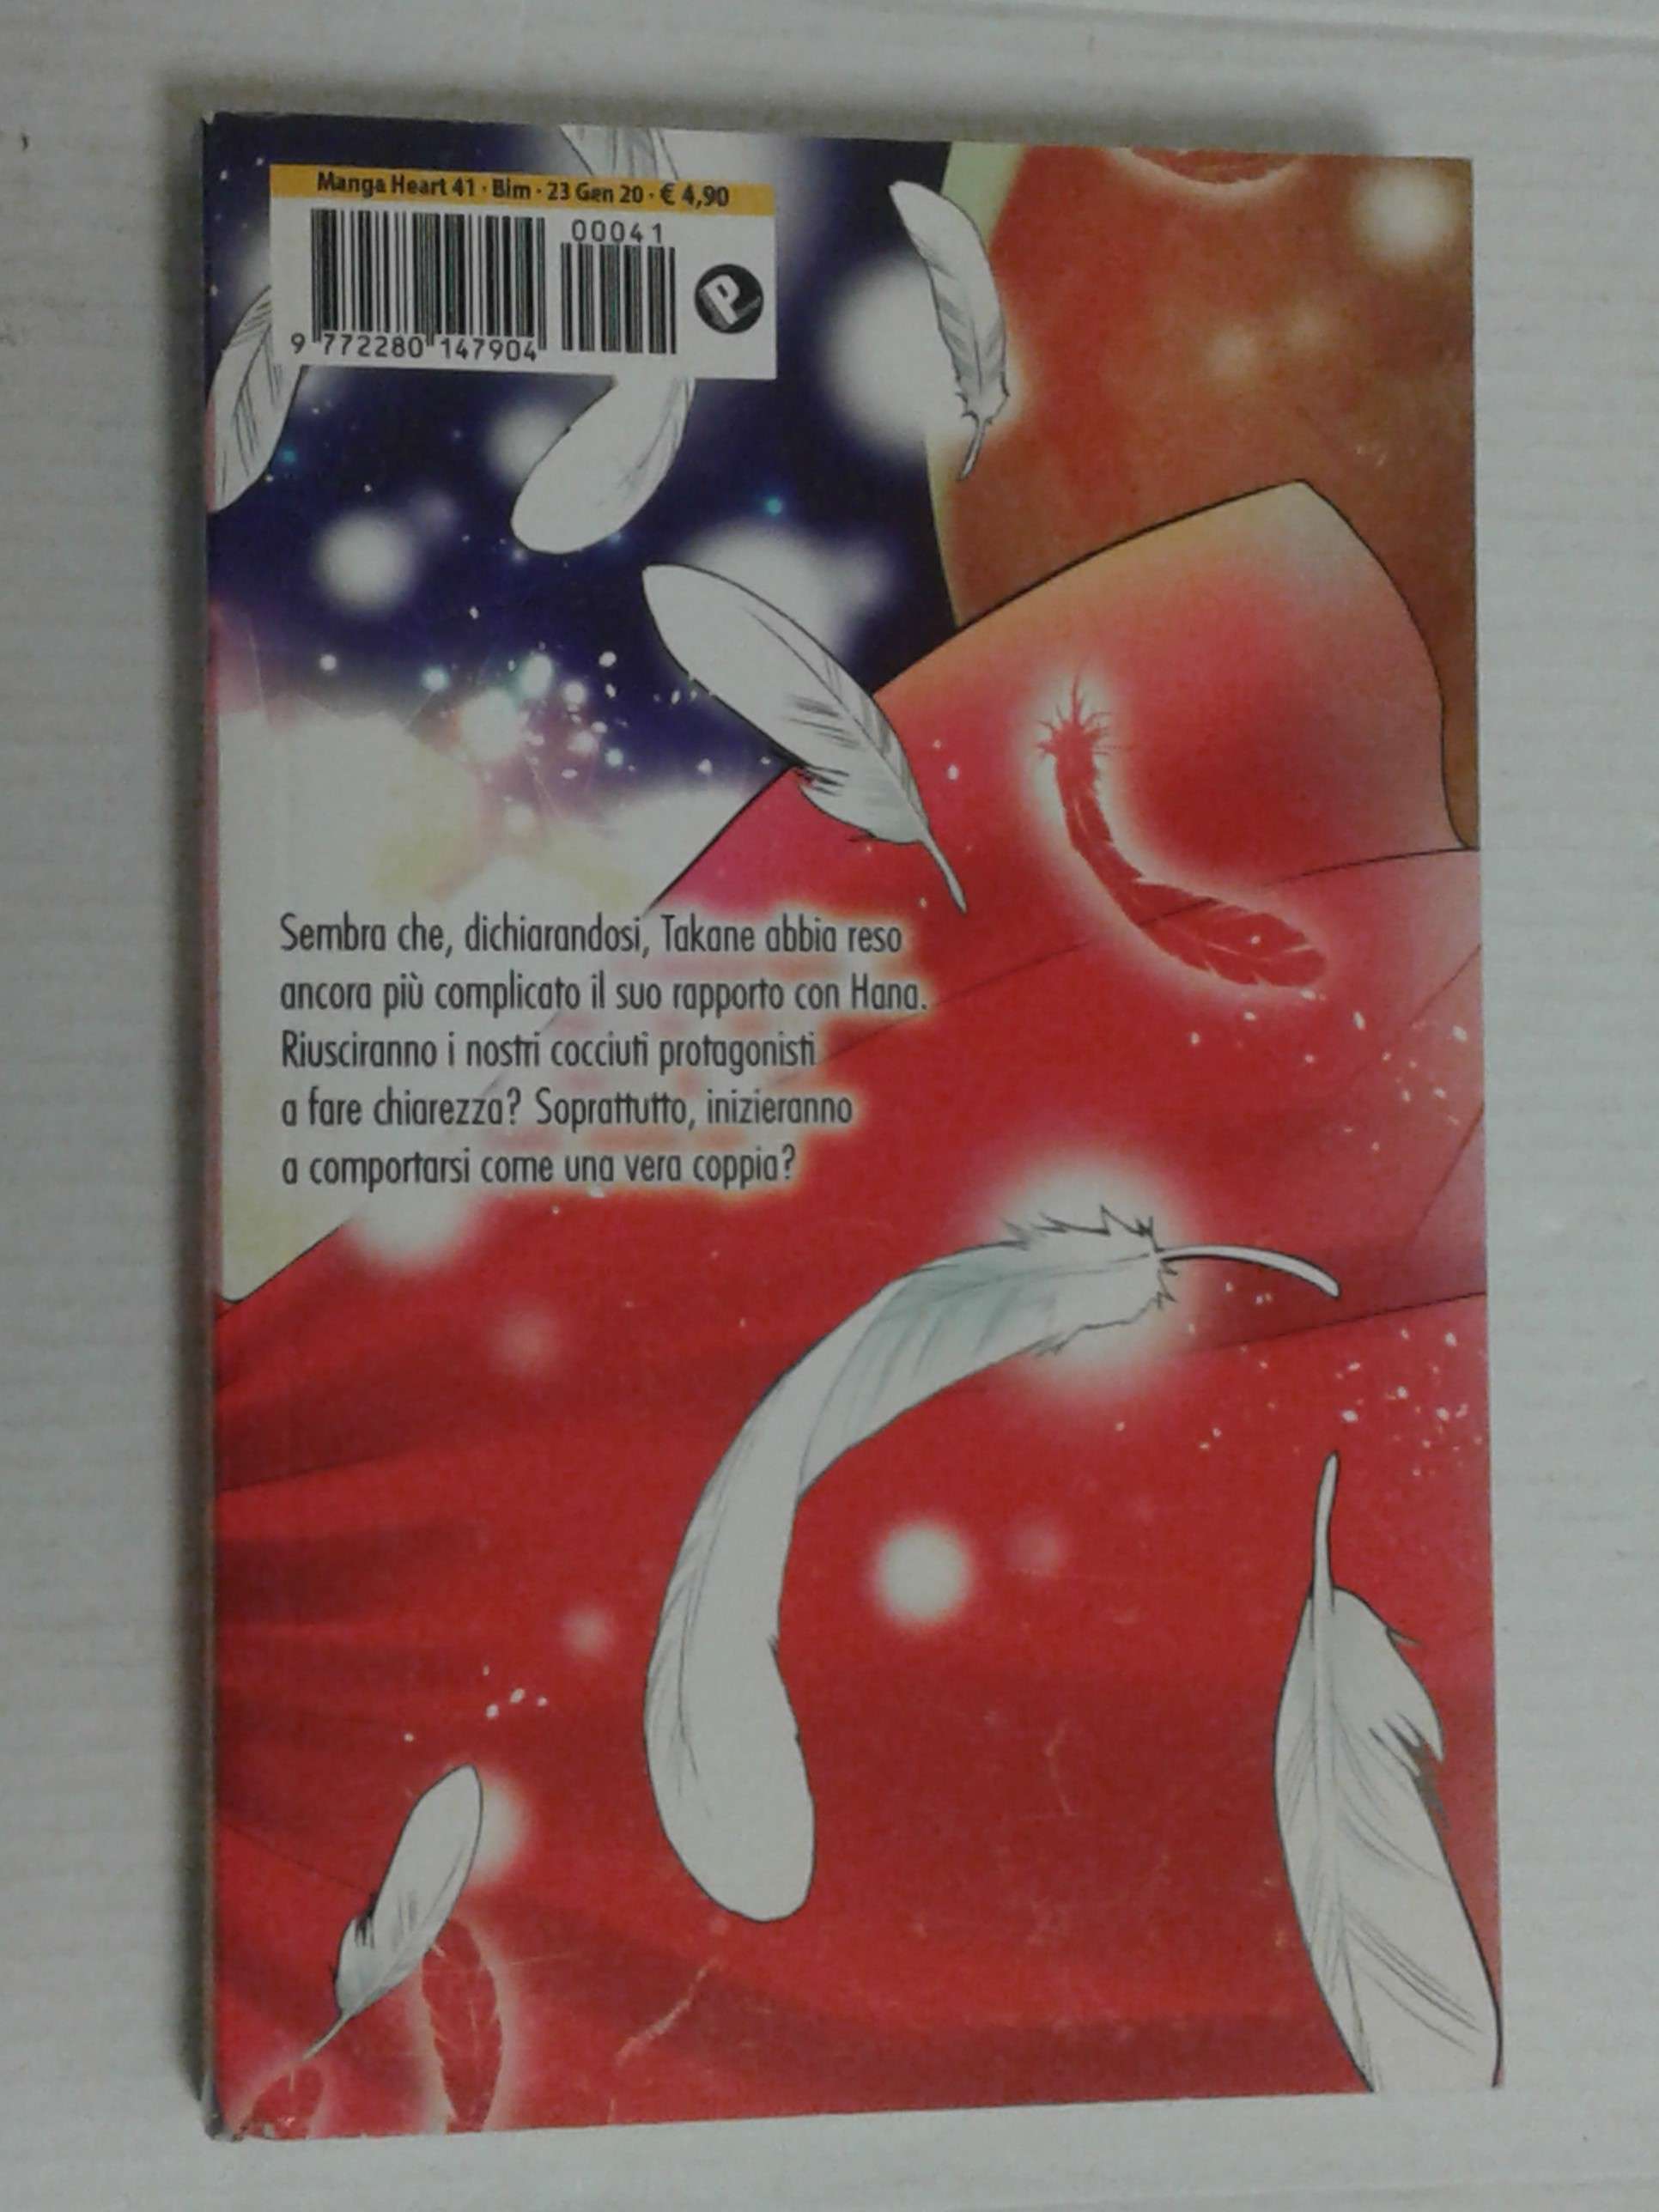 Manga Heart 41 · Bim · 23 Gen 20 · € 4,90
00041
9 772280 147904
P
Sembra che, dichiarandosi, Takane abbia reso
ancora più complicato il suo rapporto con Hana.
Riusciranno i nostri cocciuti protagonisti
a fare chiarezza? Soprattutto, inizieranno
a comportarsi come una vera coppia?